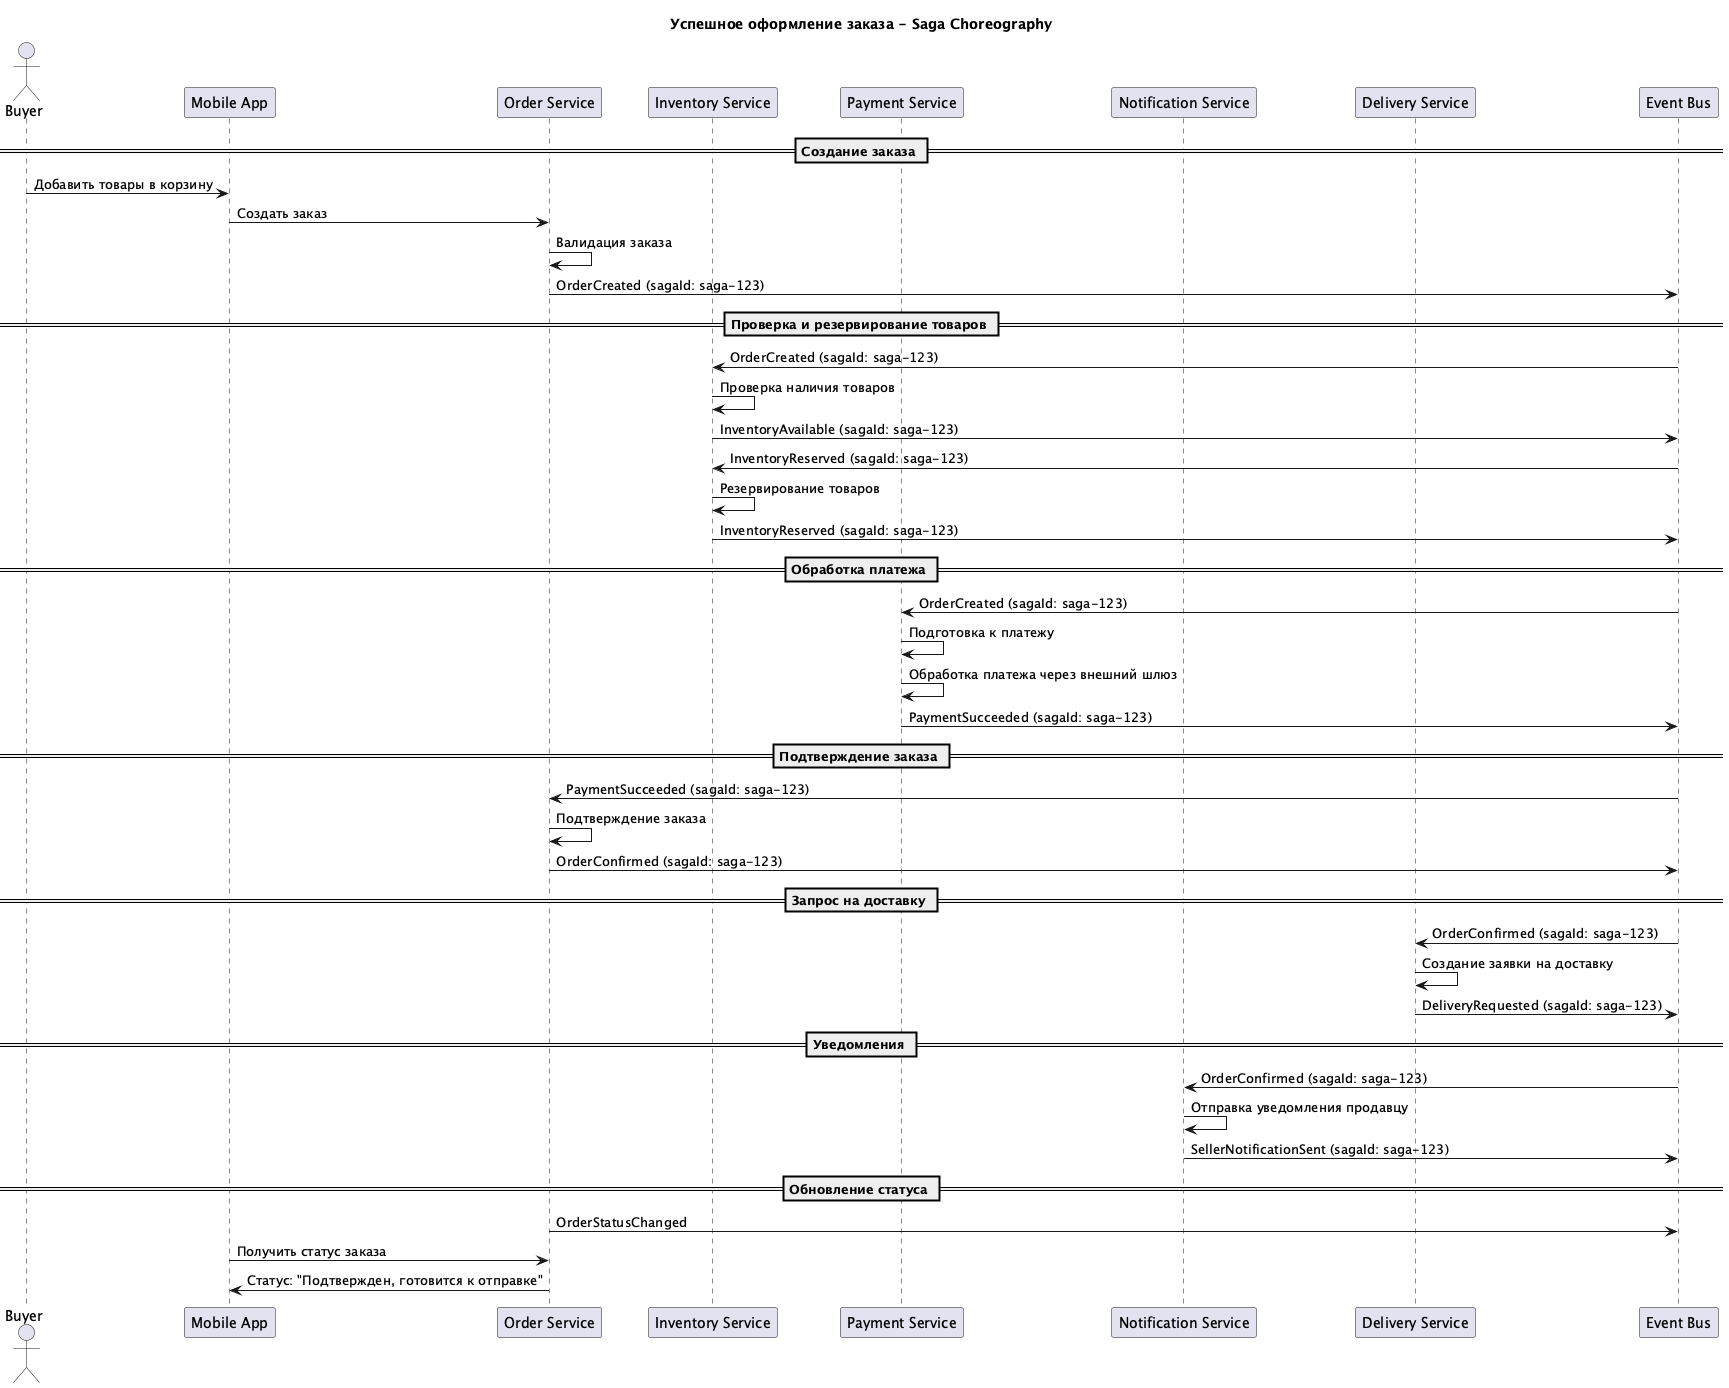 Успешное оформление заказа – Saga Choreography
Buyer
Mobile App
Order Service
Inventory Service
Payment Service
Notification Service
Delivery Service
Event Bus
Создание заказа
Добавить товары в корзину
Создать заказ
Валидация заказа
OrderCreated (sagaId: saga-123)
Проверка и резервирование товаров
OrderCreated (sagaId: saga-123)
Проверка наличия товаров
InventoryAvailable (sagaId: saga-123)
InventoryReserved (sagaId: saga-123)
Резервирование товаров
InventoryReserved (sagaId: saga-123)
Обработка платежа
OrderCreated (sagaId: saga-123)
Подготовка к платежу
Обработка платежа через внешний шлюз
PaymentSucceeded (sagaId: saga-123)
Подтверждение заказа
PaymentSucceeded (sagaId: saga-123)
Подтверждение заказа
OrderConfirmed (sagaId: saga-123)
Запрос на доставку
OrderConfirmed (sagaId: saga-123)
Создание заявки на доставку
DeliveryRequested (sagaId: saga-123)
Уведомления
OrderConfirmed (sagaId: saga-123)
Отправка уведомления продавцу
SellerNotificationSent (sagaId: saga-123)
Обновление статуса
OrderStatusChanged
Получить статус заказа
Статус: "Подтвержден, готовится к отправке"
Buyer
Mobile App
Order Service
Inventory Service
Payment Service
Notification Service
Delivery Service
Event Bus